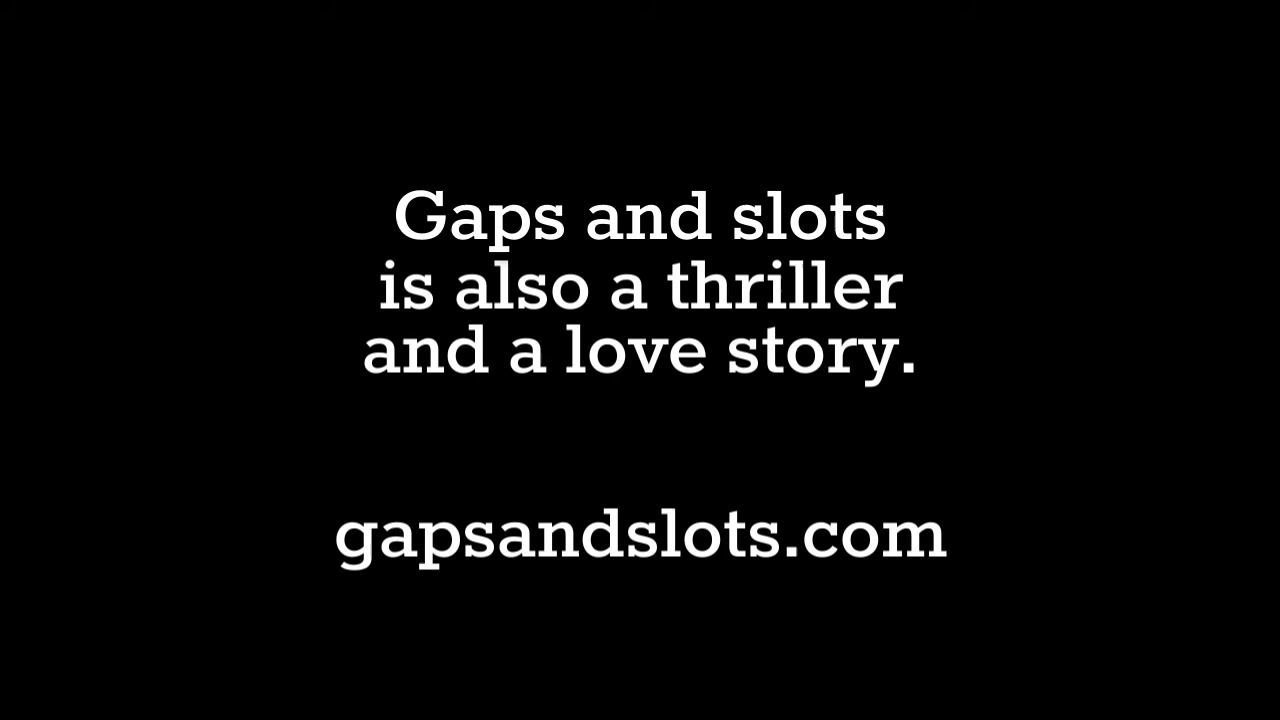 Gaps and slots
is also a thriller
and a love story.
gapsandslots.com